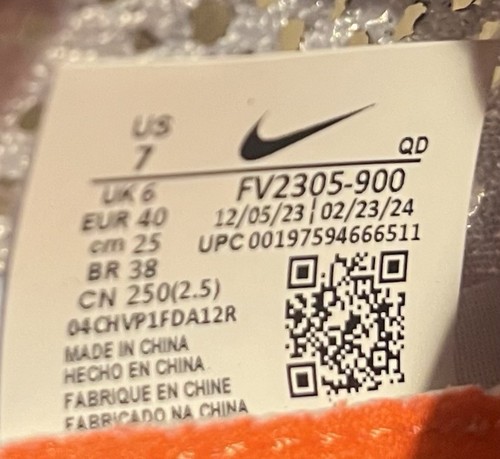 US
7
QD
UK 6
FV2305-900
EUR 40
12/05/23 | 02/23/24
cm 25
UPC 00197594666511
BR 38
CN 250(2.5)
04CHVP1FDA12R
MADE IN CHINA
HECHO EN CHINA
FABRIQUE EN CHINE
FABRICADO NA CHINA